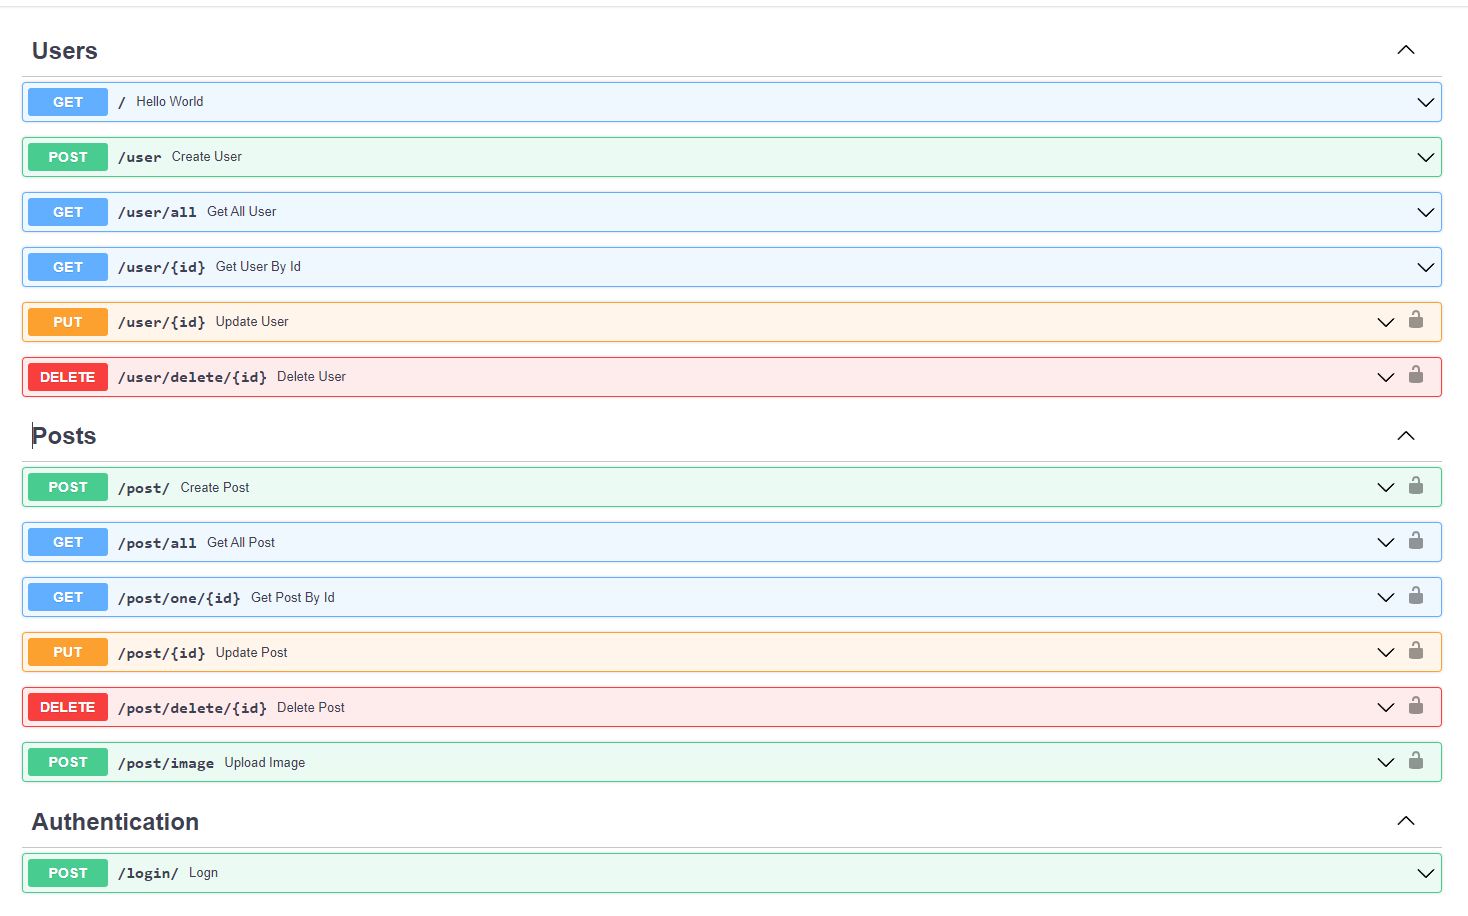 Users
GET / Hello World
POST /user Create User
GET /user/all Get All User
GET /user/{id} Get User By Id
PUT /user/{id} Update User
DELETE /user/delete/{id} Delete User
Posts
POST /post/ Create Post
GET /post/all Get All Post
GET /post/one/{id} Get Post By Id
PUT /post/{id} Update Post
DELETE /post/delete/{id} Delete Post
POST /post/image Upload Image
Authentication
POST /login/ Logn